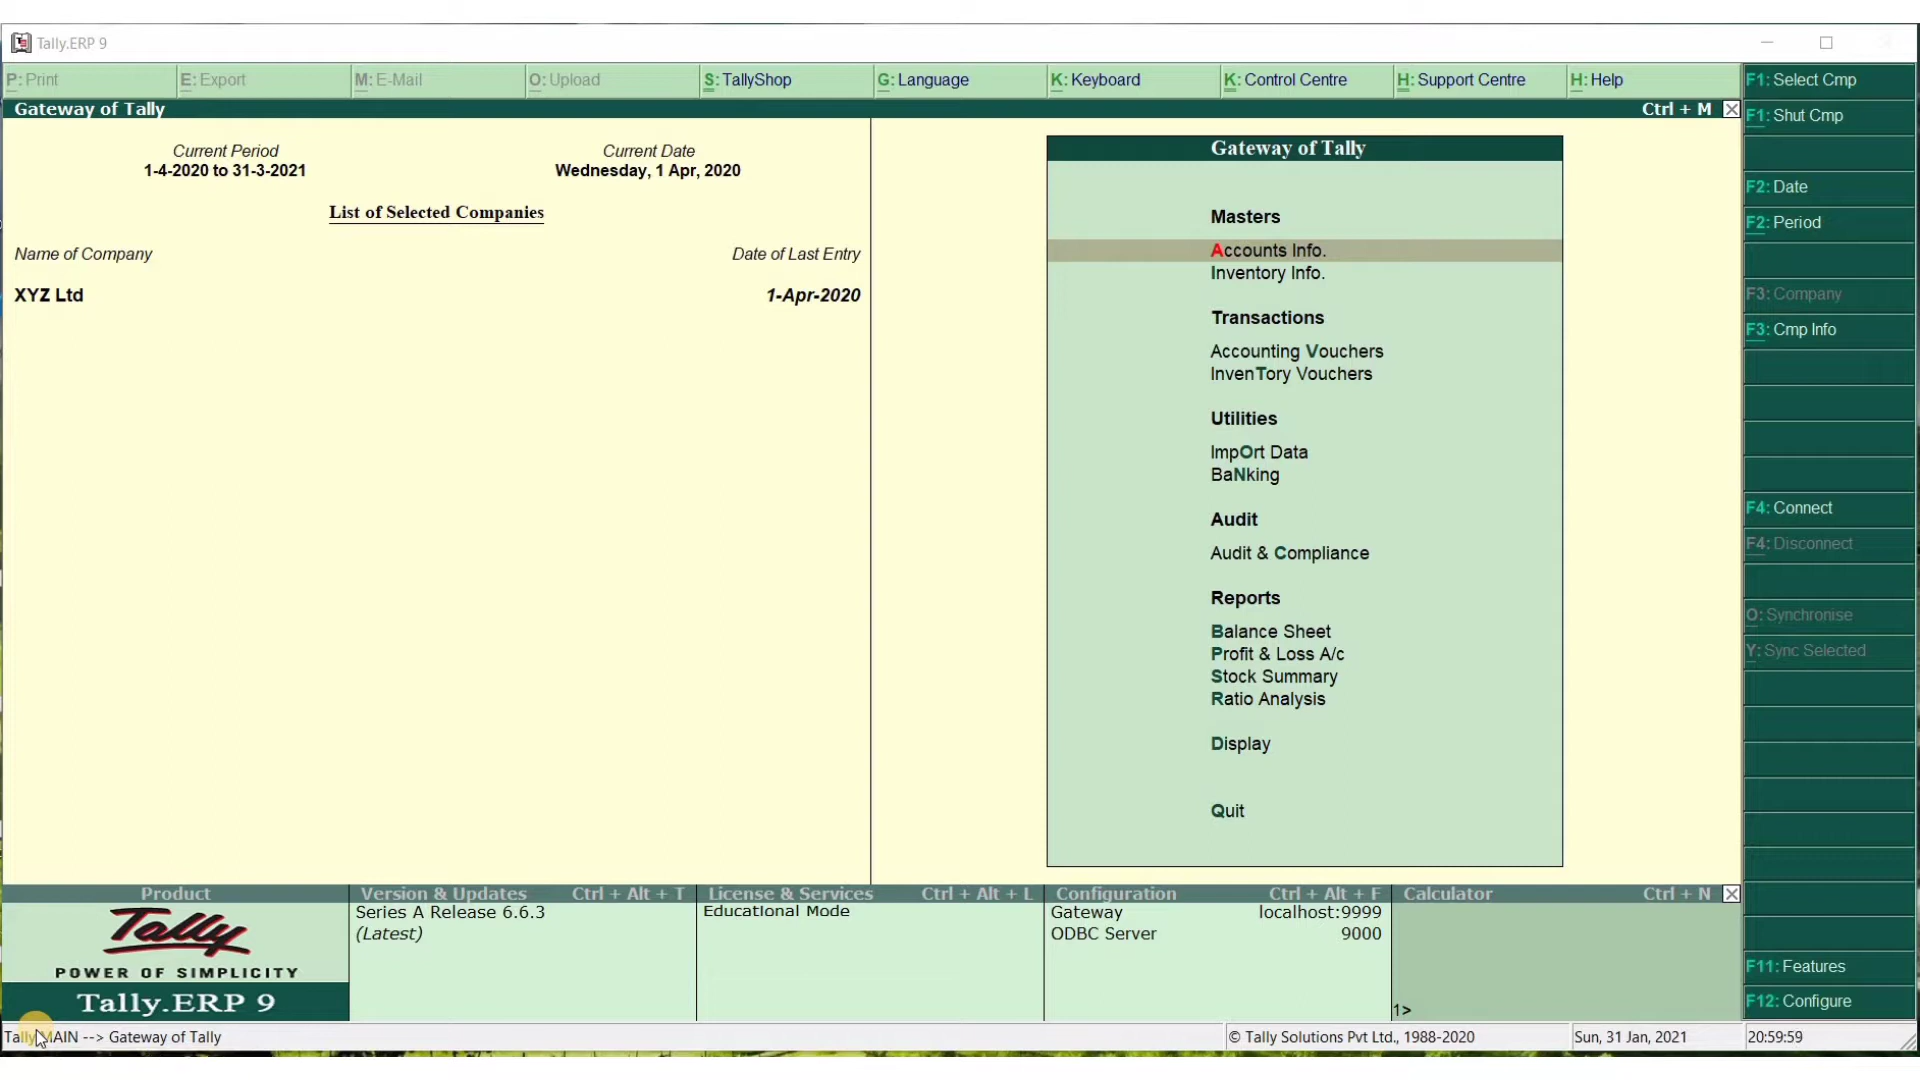 Tally.ERP 9
P: Print
E: Export
M: E-Mail
O: Upload
S: TallyShop
G: Language
K: Keyboard
K: Control Centre
H: Support Centre
H: Help
Gateway of Tally
Ctrl + M
Current Period
1-4-2020 to 31-3-2021
Current Date
Wednesday, 1 Apr, 2020
List of Selected Companies
Name of Company
Date of Last Entry
XYZ Ltd
1-Apr-2020
Gateway of Tally
Masters
Accounts Info.
Inventory Info.
Transactions
Accounting Vouchers
InvenTory Vouchers
Utilities
ImpOrt Data
BaNking
Audit
Audit & Compliance
Reports
Balance Sheet
Profit & Loss A/c
Stock Summary
Ratio Analysis
Display
Quit
F1: Select Cmp
F1: Shut Cmp
F2: Date
F2: Period
F3: Company
F3: Cmp Info
F4: Connect
F4: Disconnect
O: Synchronise
Y: Sync Selected
F11: Features
F12: Configure
Product
Tally
POWER OF SIMPLICITY
Tally.ERP 9
Version & Updates Ctrl + Alt + T
Series A Release 6.6.3
(Latest)
License & Services Ctrl + Alt + L
Educational Mode
Configuration Ctrl + Alt + F
Gateway localhost:9999
ODBC Server 9000
Calculator Ctrl + N
1>
Tally MAIN --> Gateway of Tally
© Tally Solutions Pvt Ltd., 1988-2020
Sun, 31 Jan, 2021
20:59:59